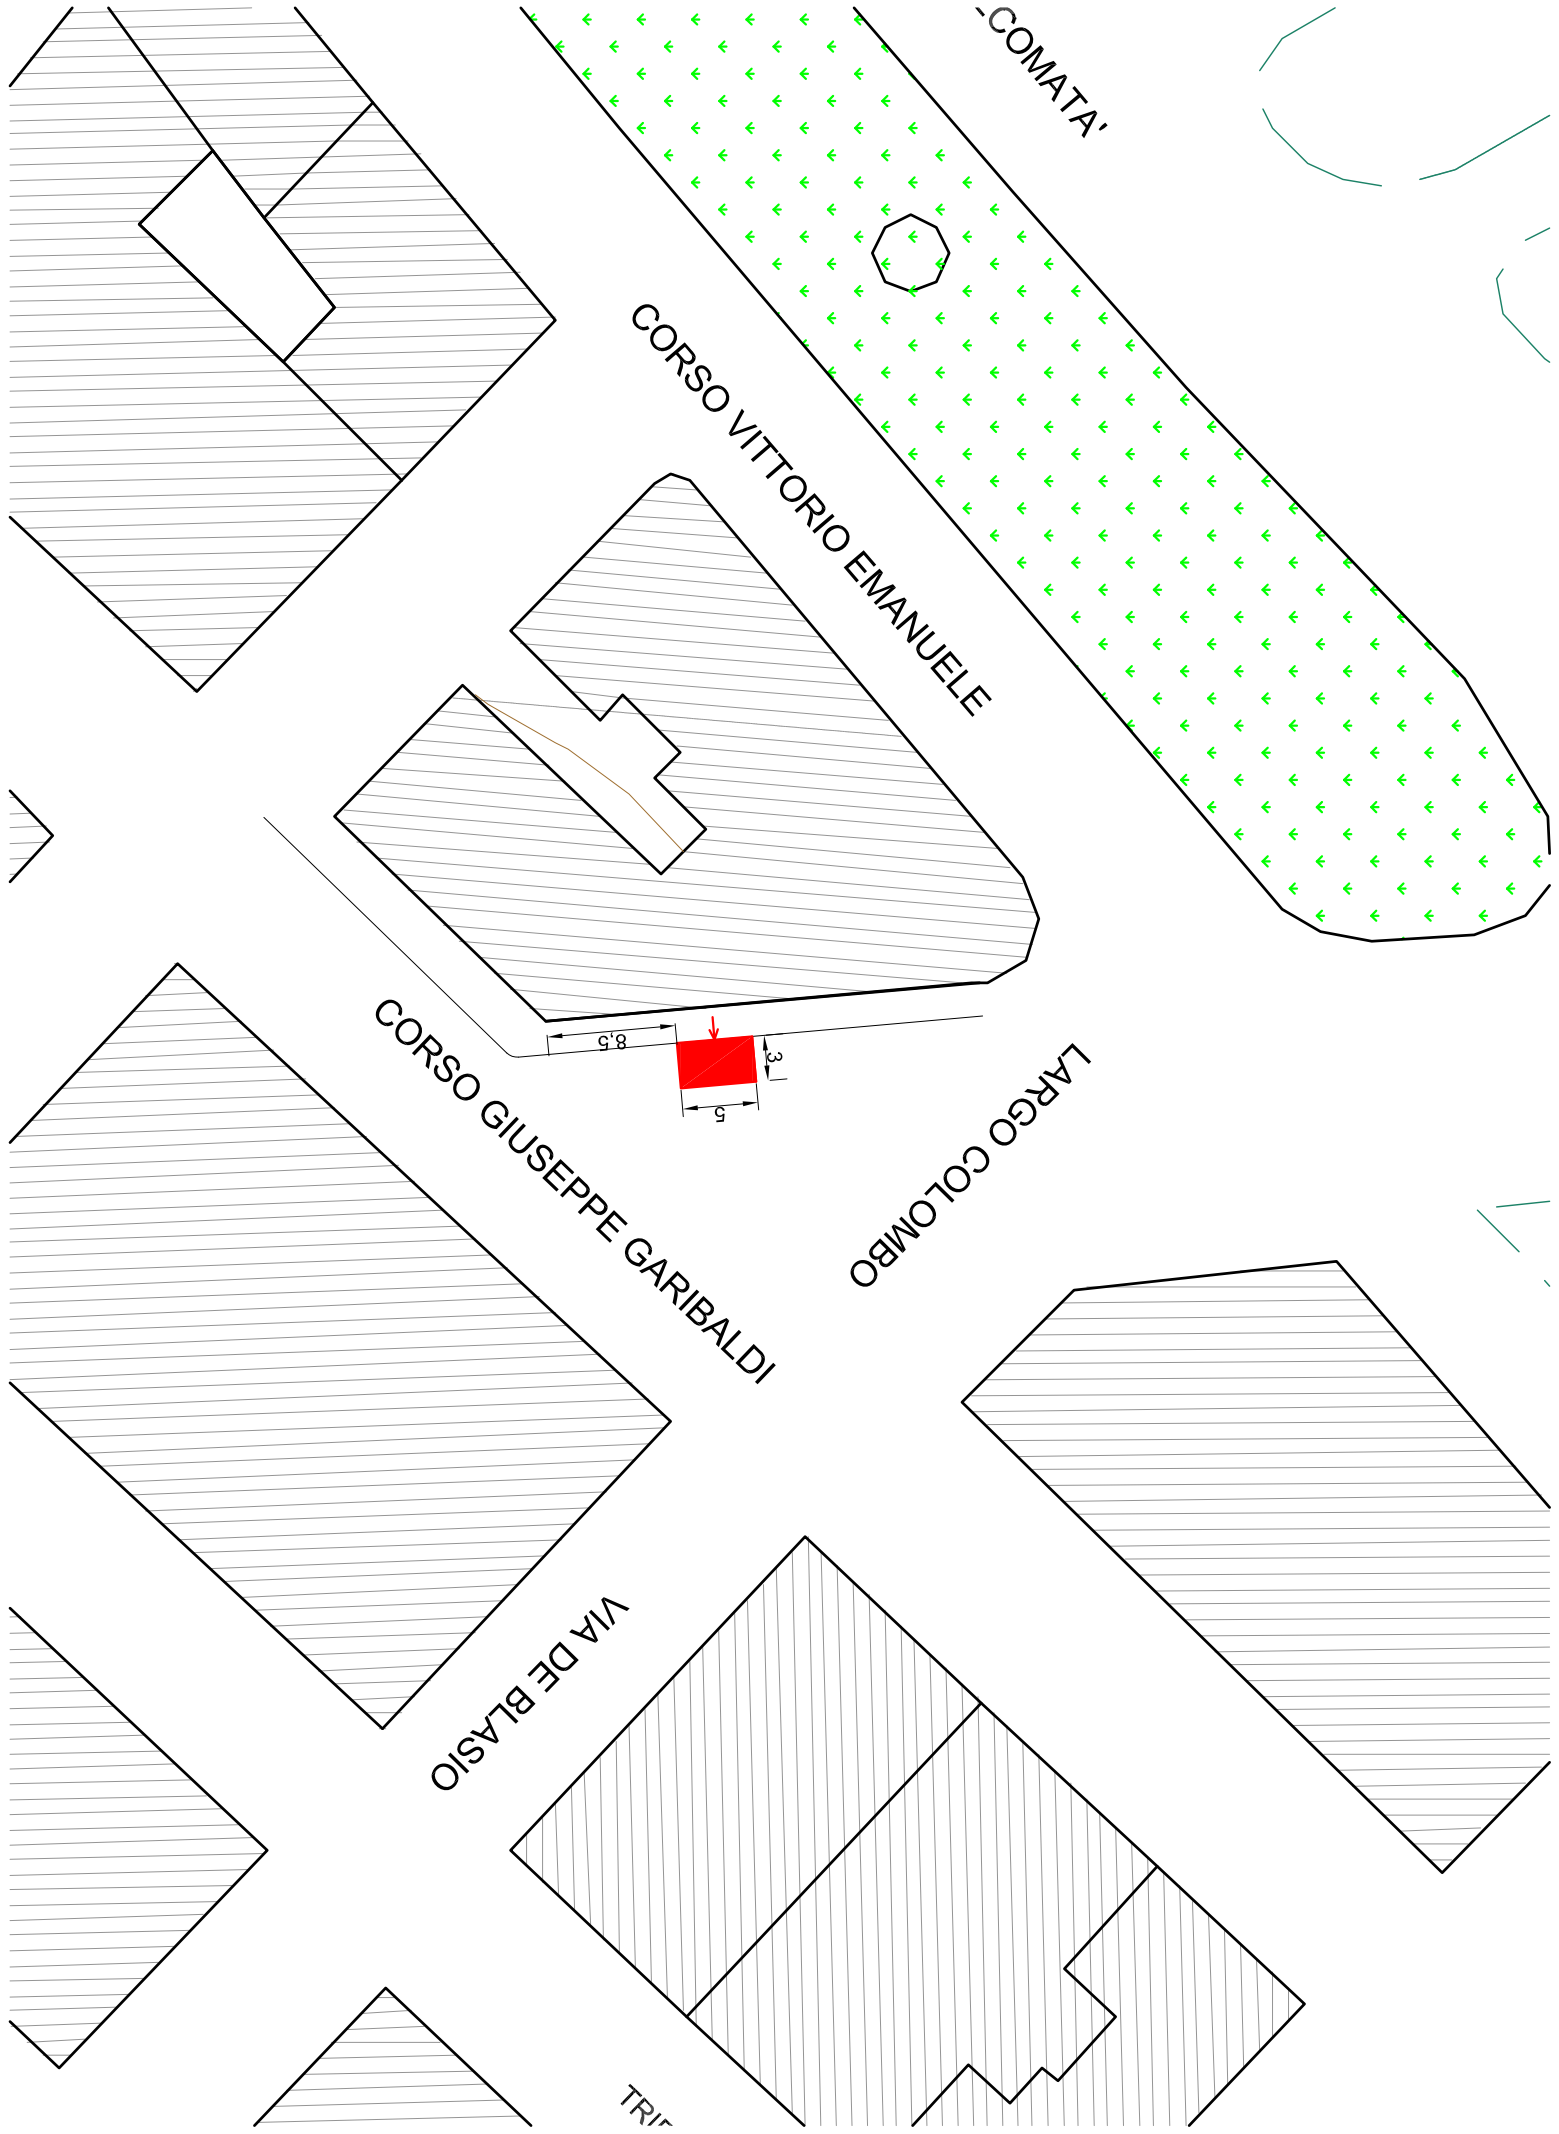 COMATA'
CORSO VITTORIO EMANUELE
CORSO GIUSEPPE GARIBALDI
8,5
3
5
LARGO COLOMBO
VIA DE BLASIO